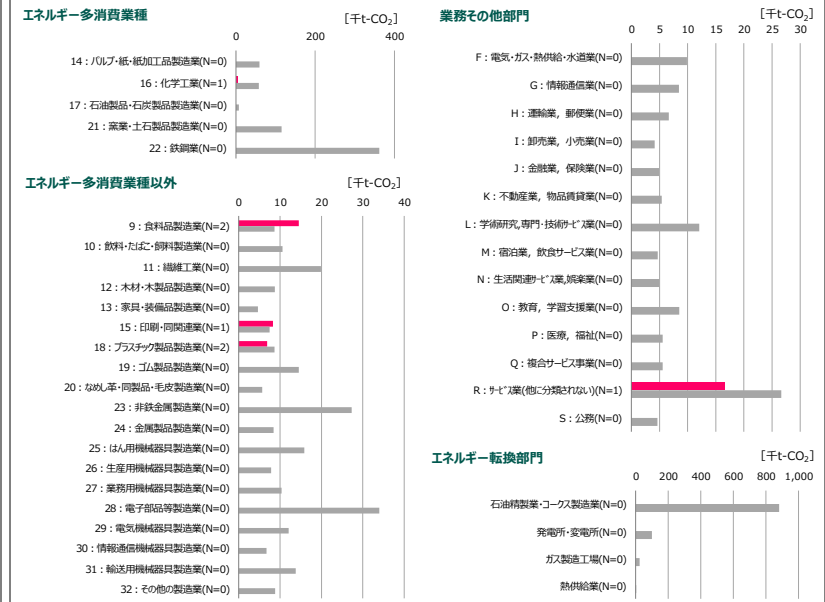 エネルギー多消費業種
[千t-CO₂]
0 200 400
14：パルプ・紙・紙加工品製造業(N=0)
16：化学工業(N=1)
17：石油製品・石炭製品製造業(N=0)
21：窯業・土石製品製造業(N=0)
22：鉄鋼業(N=0)
エネルギー多消費業種以外
[千t-CO₂]
0 10 20 30 40
9：食料品製造業(N=2)
10：飲料・たばこ・飼料製造業(N=0)
11：繊維工業(N=0)
12：木材・木製品製造業(N=0)
13：家具・装備品製造業(N=0)
15：印刷・同関連業(N=1)
18：プラスチック製品製造業(N=2)
19：ゴム製品製造業(N=0)
20：なめし革・同製品・毛皮製造業(N=0)
23：非鉄金属製造業(N=0)
24：金属製品製造業(N=0)
25：はん用機械器具製造業(N=0)
26：生産用機械器具製造業(N=0)
27：業務用機械器具製造業(N=0)
28：電子部品等製造業(N=0)
29：電気機械器具製造業(N=0)
30：情報通信機械器具製造業(N=0)
31：輸送用機械器具製造業(N=0)
32：その他の製造業(N=0)
業務その他部門
[千t-CO₂]
0 5 10 15 20 25 30
F：電気・ガス・熱供給・水道業(N=0)
G：情報通信業(N=0)
H：運輸業，郵便業(N=0)
I：卸売業，小売業(N=0)
J：金融業，保険業(N=0)
K：不動産業，物品賃貸業(N=0)
L：学術研究,専門・技術ｻｰﾋﾞｽ業(N=0)
M：宿泊業，飲食サービス業(N=0)
N：生活関連ｻｰﾋﾞｽ業,娯楽業(N=0)
O：教育，学習支援業(N=0)
P：医療，福祉(N=0)
Q：複合サービス事業(N=0)
R：ｻｰﾋﾞｽ業(他に分類されない)(N=1)
S：公務(N=0)
エネルギー転換部門
[千t-CO₂]
0 200 400 600 800 1,000
石油精製業・コークス製造業(N=0)
発電所・変電所(N=0)
ガス製造工場(N=0)
熱供給業(N=0)